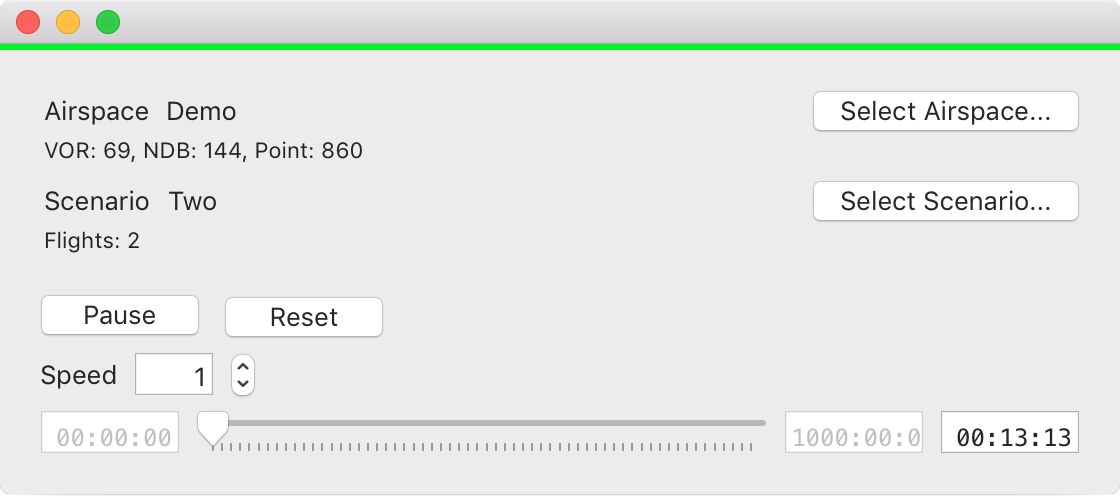 Airspace Demo
Select Airspace...
VOR: 69, NDB: 144, Point: 860
Scenario Two
Select Scenario...
Flights: 2
Pause
Reset
Speed 1
00:00:00
1000:00:0
00:13:13